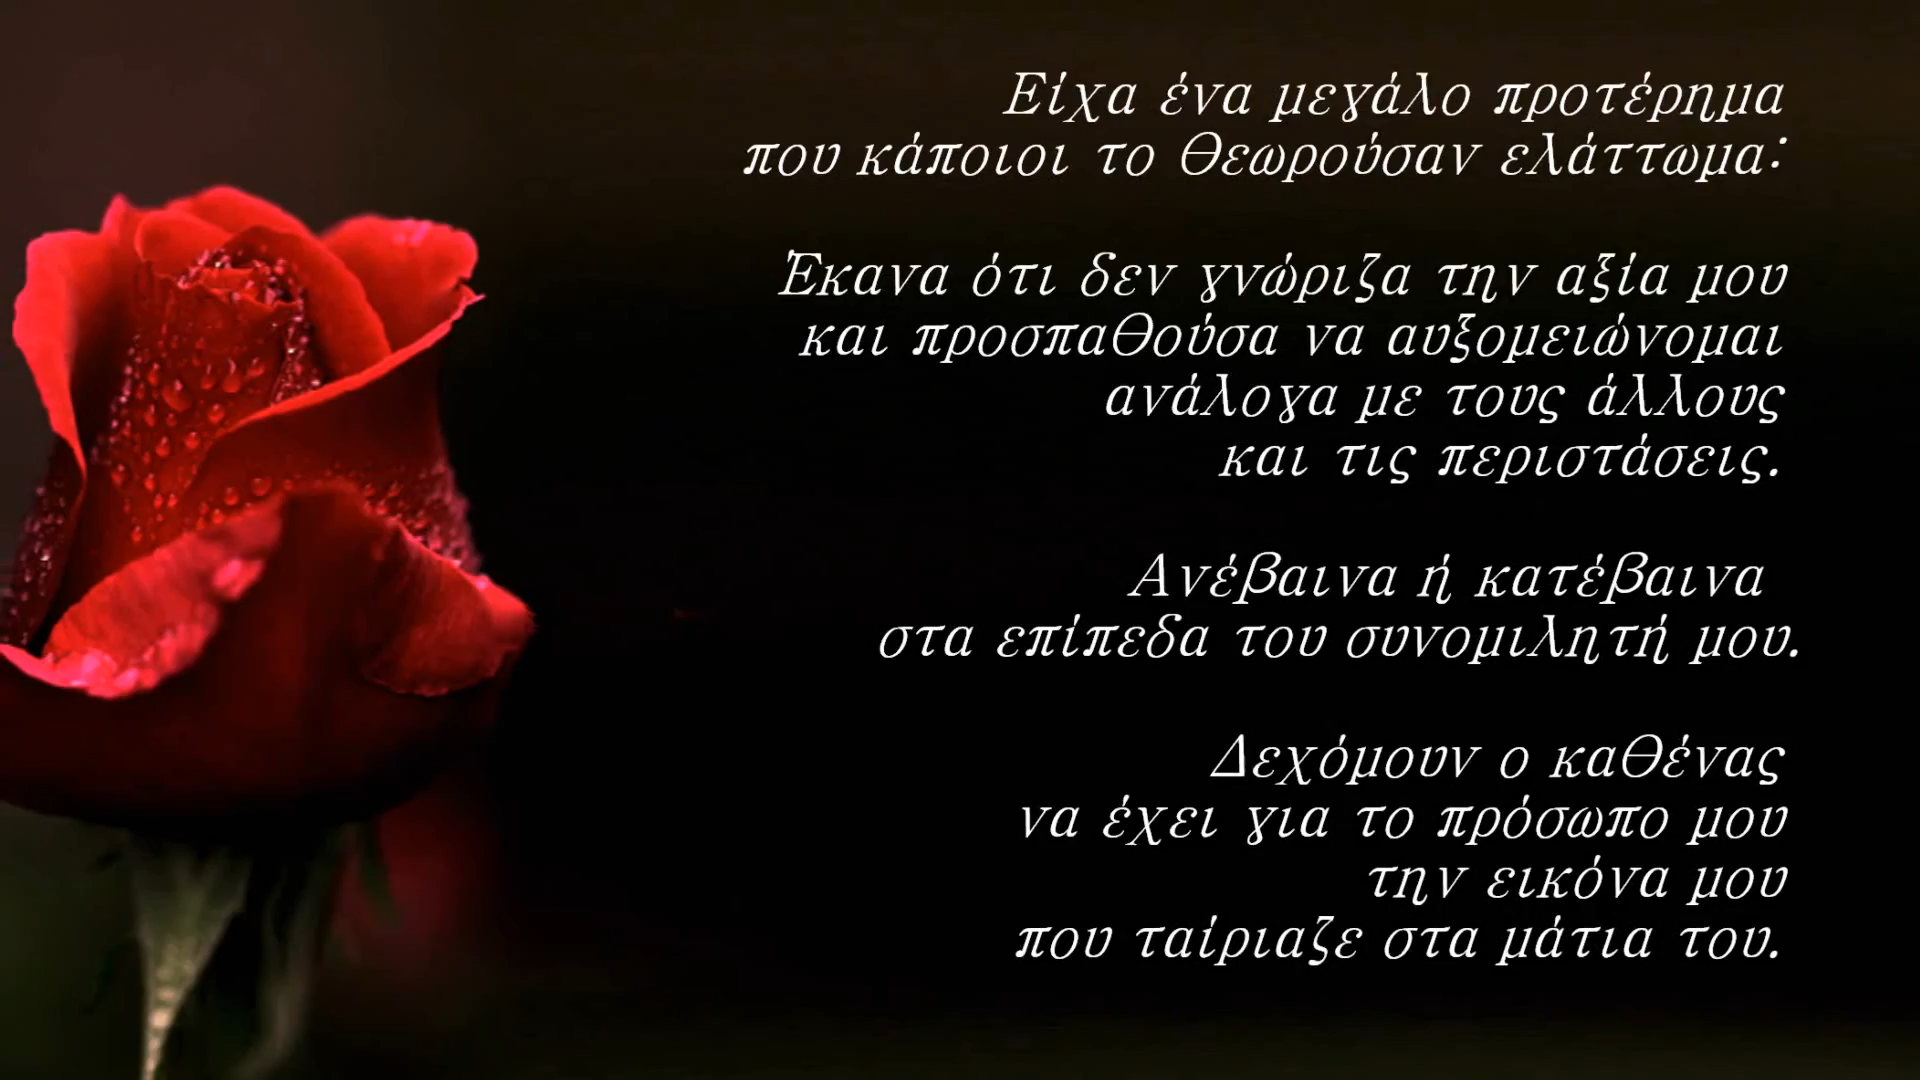 Είχα ένα μεγάλο προτέρημα
που κάποιοι το θεωρούσαν ελάττωμα:
Έκανα ότι δεν γνώριζα την αξία μου
και προσπαθούσα να αυξομειώνομαι
ανάλογα με τους άλλους
και τις περιστάσεις.
Ανέβαινα ή κατέβαινα
στα επίπεδα του συνομιλητή μου.
Δεχόμουν ο καθένας
να έχει για το πρόσωπο μου
την εικόνα μου
που ταίριαζε στα μάτια του.